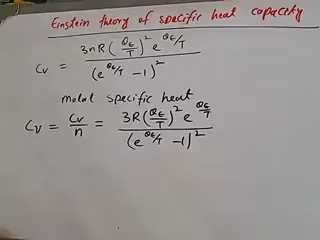 Einstein theory of specific heat capacity
Cv = 3nR (θE/T)² e^θE/T / (e^θE/T - 1)²
molal specific heat
Cv = Cv/n = 3R (θE/T)² e^θE/T / (e^θE/T - 1)²